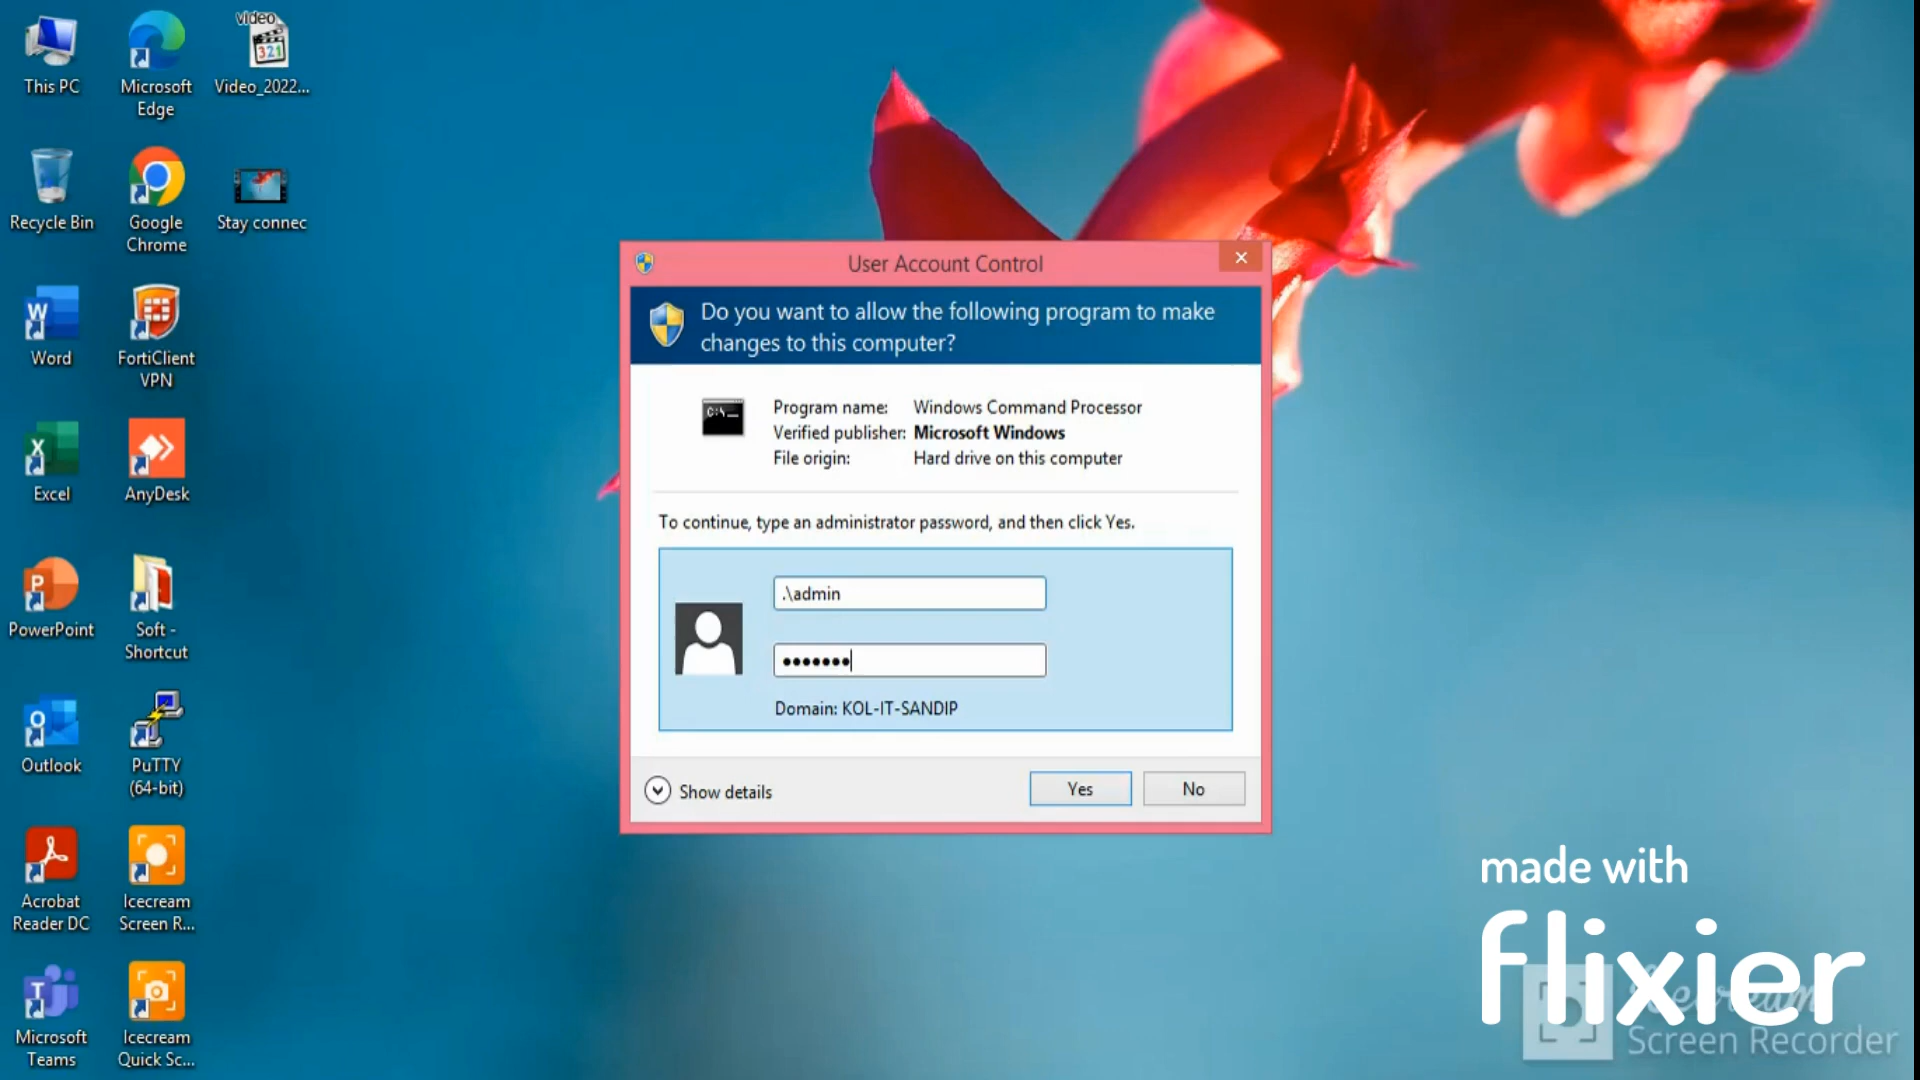 This PC
Microsoft
Edge
video
321
Video_2022...
Recycle Bin
Google
Chrome
Stay connec
Word
FortiClient
VPN
Excel
AnyDesk
PowerPoint
Soft -
Shortcut
Outlook
PuTTY
(64-bit)
Acrobat
Reader DC
Icecream
Screen R...
Microsoft
Teams
Icecream
Quick Sc...
User Account Control
Do you want to allow the following program to make
changes to this computer?
C:\_
Program name: Windows Command Processor
Verified publisher: Microsoft Windows
File origin: Hard drive on this computer
To continue, type an administrator password, and then click Yes.
.\admin
•••••••
Domain: KOL-IT-SANDIP
Show details
Yes
No
made with
flixier
Icecream
Screen Recorder